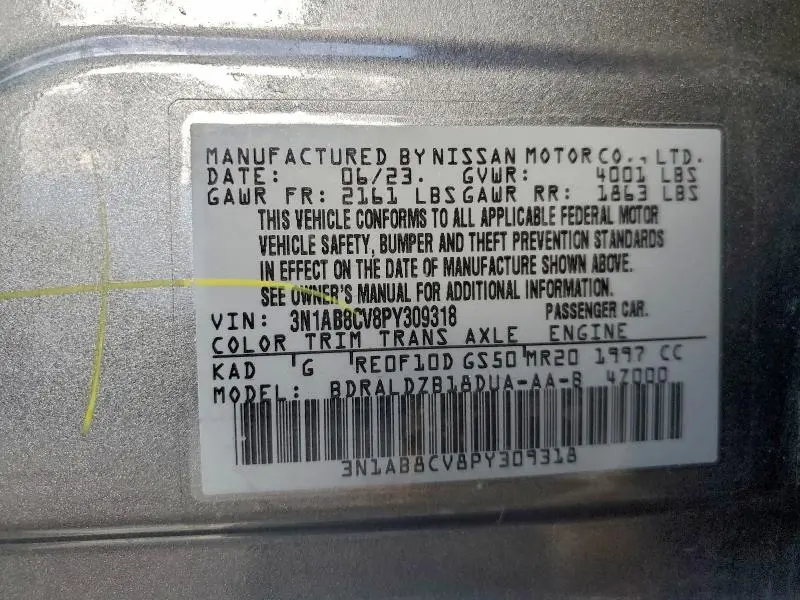 MANUFACTURED BY NISSAN MOTOR CO., LTD.
DATE: 06/23. GVWR: 4001 LBS
GAWR FR: 2161 LBS GAWR RR: 1863 LBS
THIS VEHICLE CONFORMS TO ALL APPLICABLE FEDERAL MOTOR
VEHICLE SAFETY, BUMPER AND THEFT PREVENTION STANDARDS
IN EFFECT ON THE DATE OF MANUFACTURE SHOWN ABOVE.
SEE OWNER'S MANUAL FOR ADDITIONAL INFORMATION.
VIN: 3N1AB8CV8PY309318 PASSENGER CAR.
COLOR TRIM TRANS AXLE ENGINE
KAD G RE0F10D GS50 MR20 1997 CC
MODEL: BDRALDZB18DUA-AA-B 4Z000
3N1AB8CV8PY309318